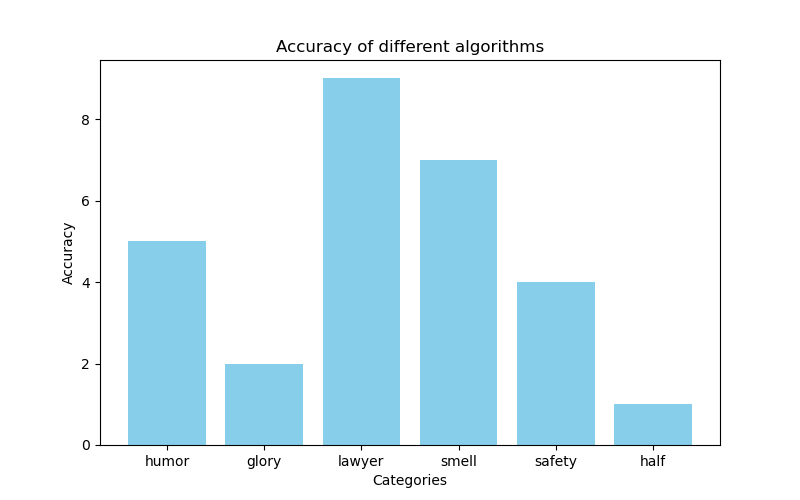 Accuracy of different algorithms
8
6
4
2
0
Accuracy
humor glory lawyer smell safety half
Categories